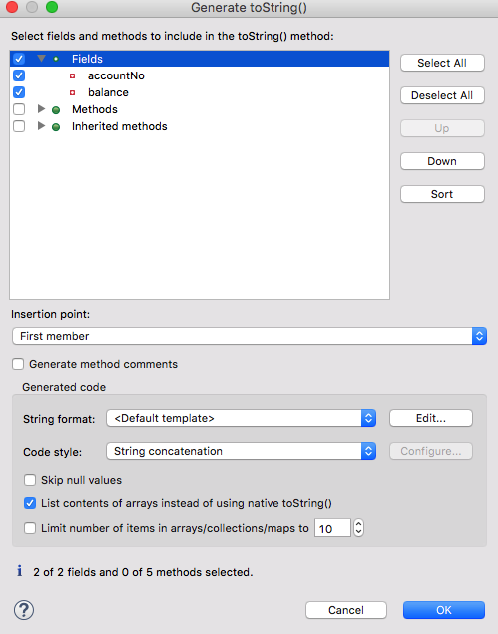 Generate toString()
Select fields and methods to include in the toString() method:
Fields
accountNo
balance
Methods
Inherited methods
Select All
Deselect All
Up
Down
Sort
Insertion point:
First member
Generate method comments
Generated code
String format: <Default template> Edit...
Code style: String concatenation Configure...
Skip null values
List contents of arrays instead of using native toString()
Limit number of items in arrays/collections/maps to 10
i 2 of 2 fields and 0 of 5 methods selected.
? Cancel OK